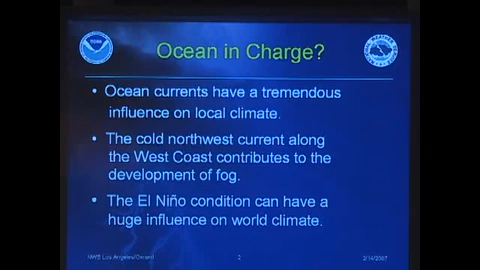 Ocean in Charge?
• Ocean currents have a tremendous
influence on local climate.
• The cold northwest current along
the West Coast contributes to the
development of fog.
• The El Niño condition can have a
huge influence on world climate.
NWS Los Angeles/Oxnard
2
2/14/2007